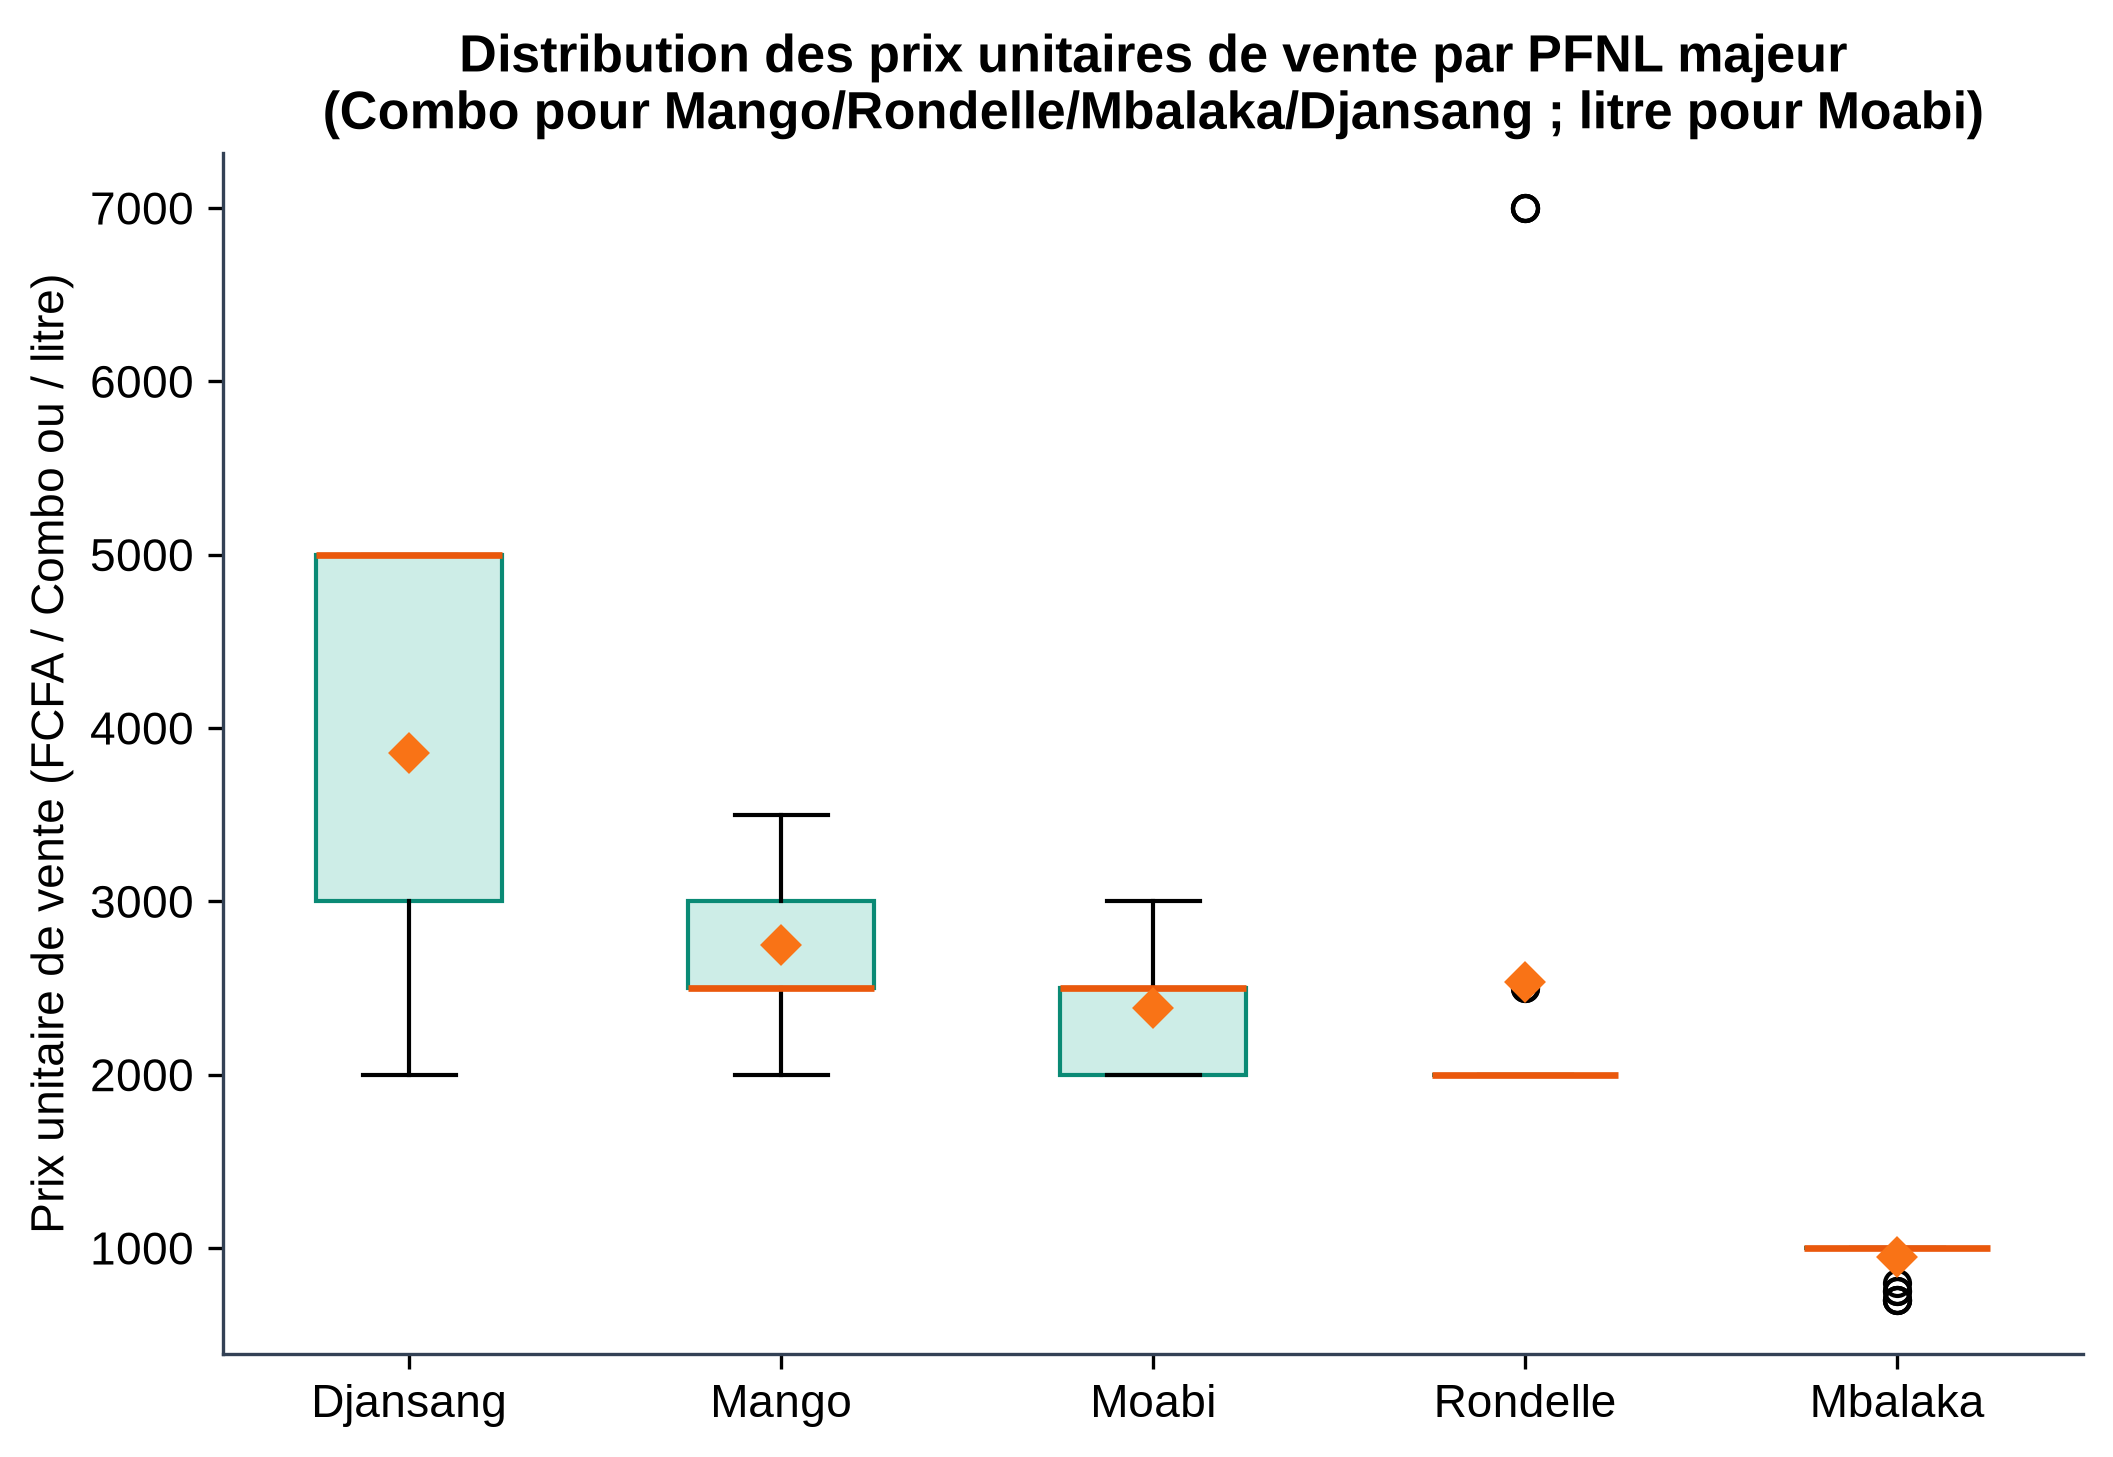 Distribution des prix unitaires de vente par PFNL majeur
(Combo pour Mango/Rondelle/Mbalaka/Djansang ; litre pour Moabi)
Prix unitaire de vente (FCFA / Combo ou / litre)
7000
6000
5000
4000
3000
2000
1000
Djansang
Mango
Moabi
Rondelle
Mbalaka